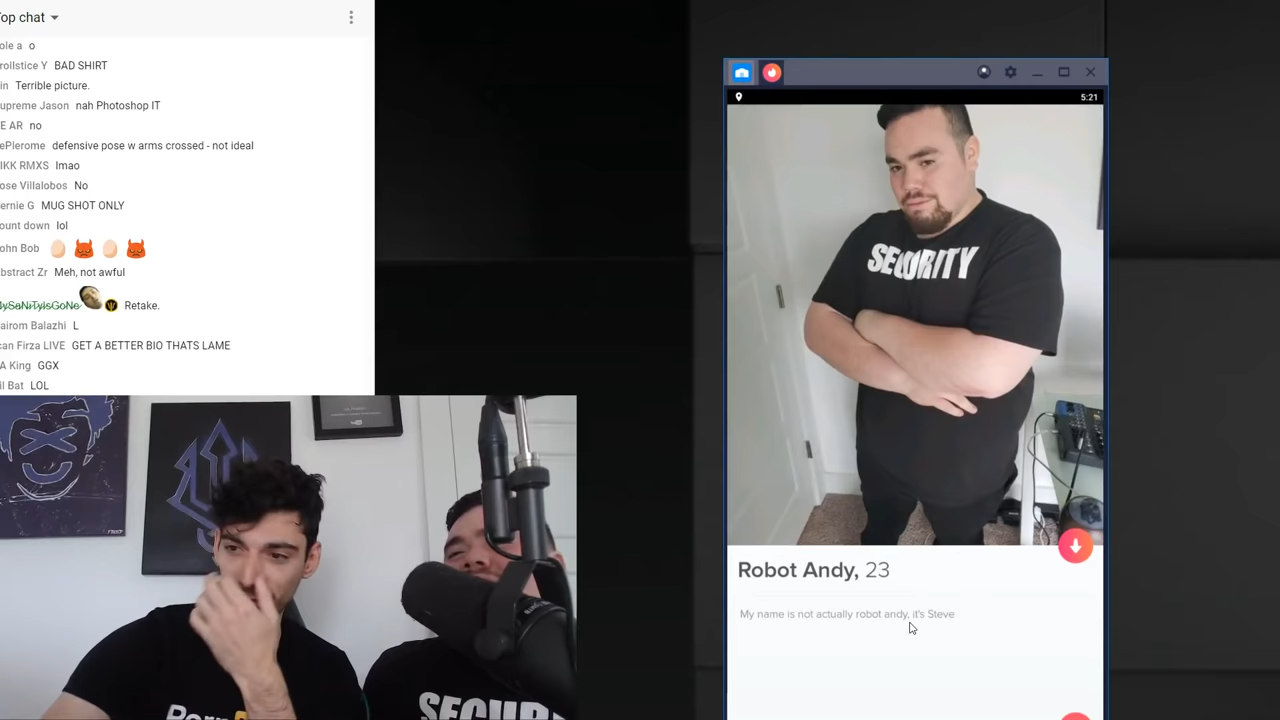 Top chat
ole a o
rollstice Y BAD SHIRT
in Terrible picture.
upreme Jason nah Photoshop IT
E AR no
ePlerome defensive pose w arms crossed - not ideal
IKK RMXS lmao
ose Villalobos No
ernie G MUG SHOT ONLY
ount down lol
ohn Bob
bstract Zr Meh, not awful
ySaNiTyIsGoNe Retake.
airom Balazhi L
can Firza LIVE GET A BETTER BIO THATS LAME
A King GGX
il Bat LOL
5:21
SECURITY
Robot Andy, 23
My name is not actually robot andy, it's Steve
SECURI